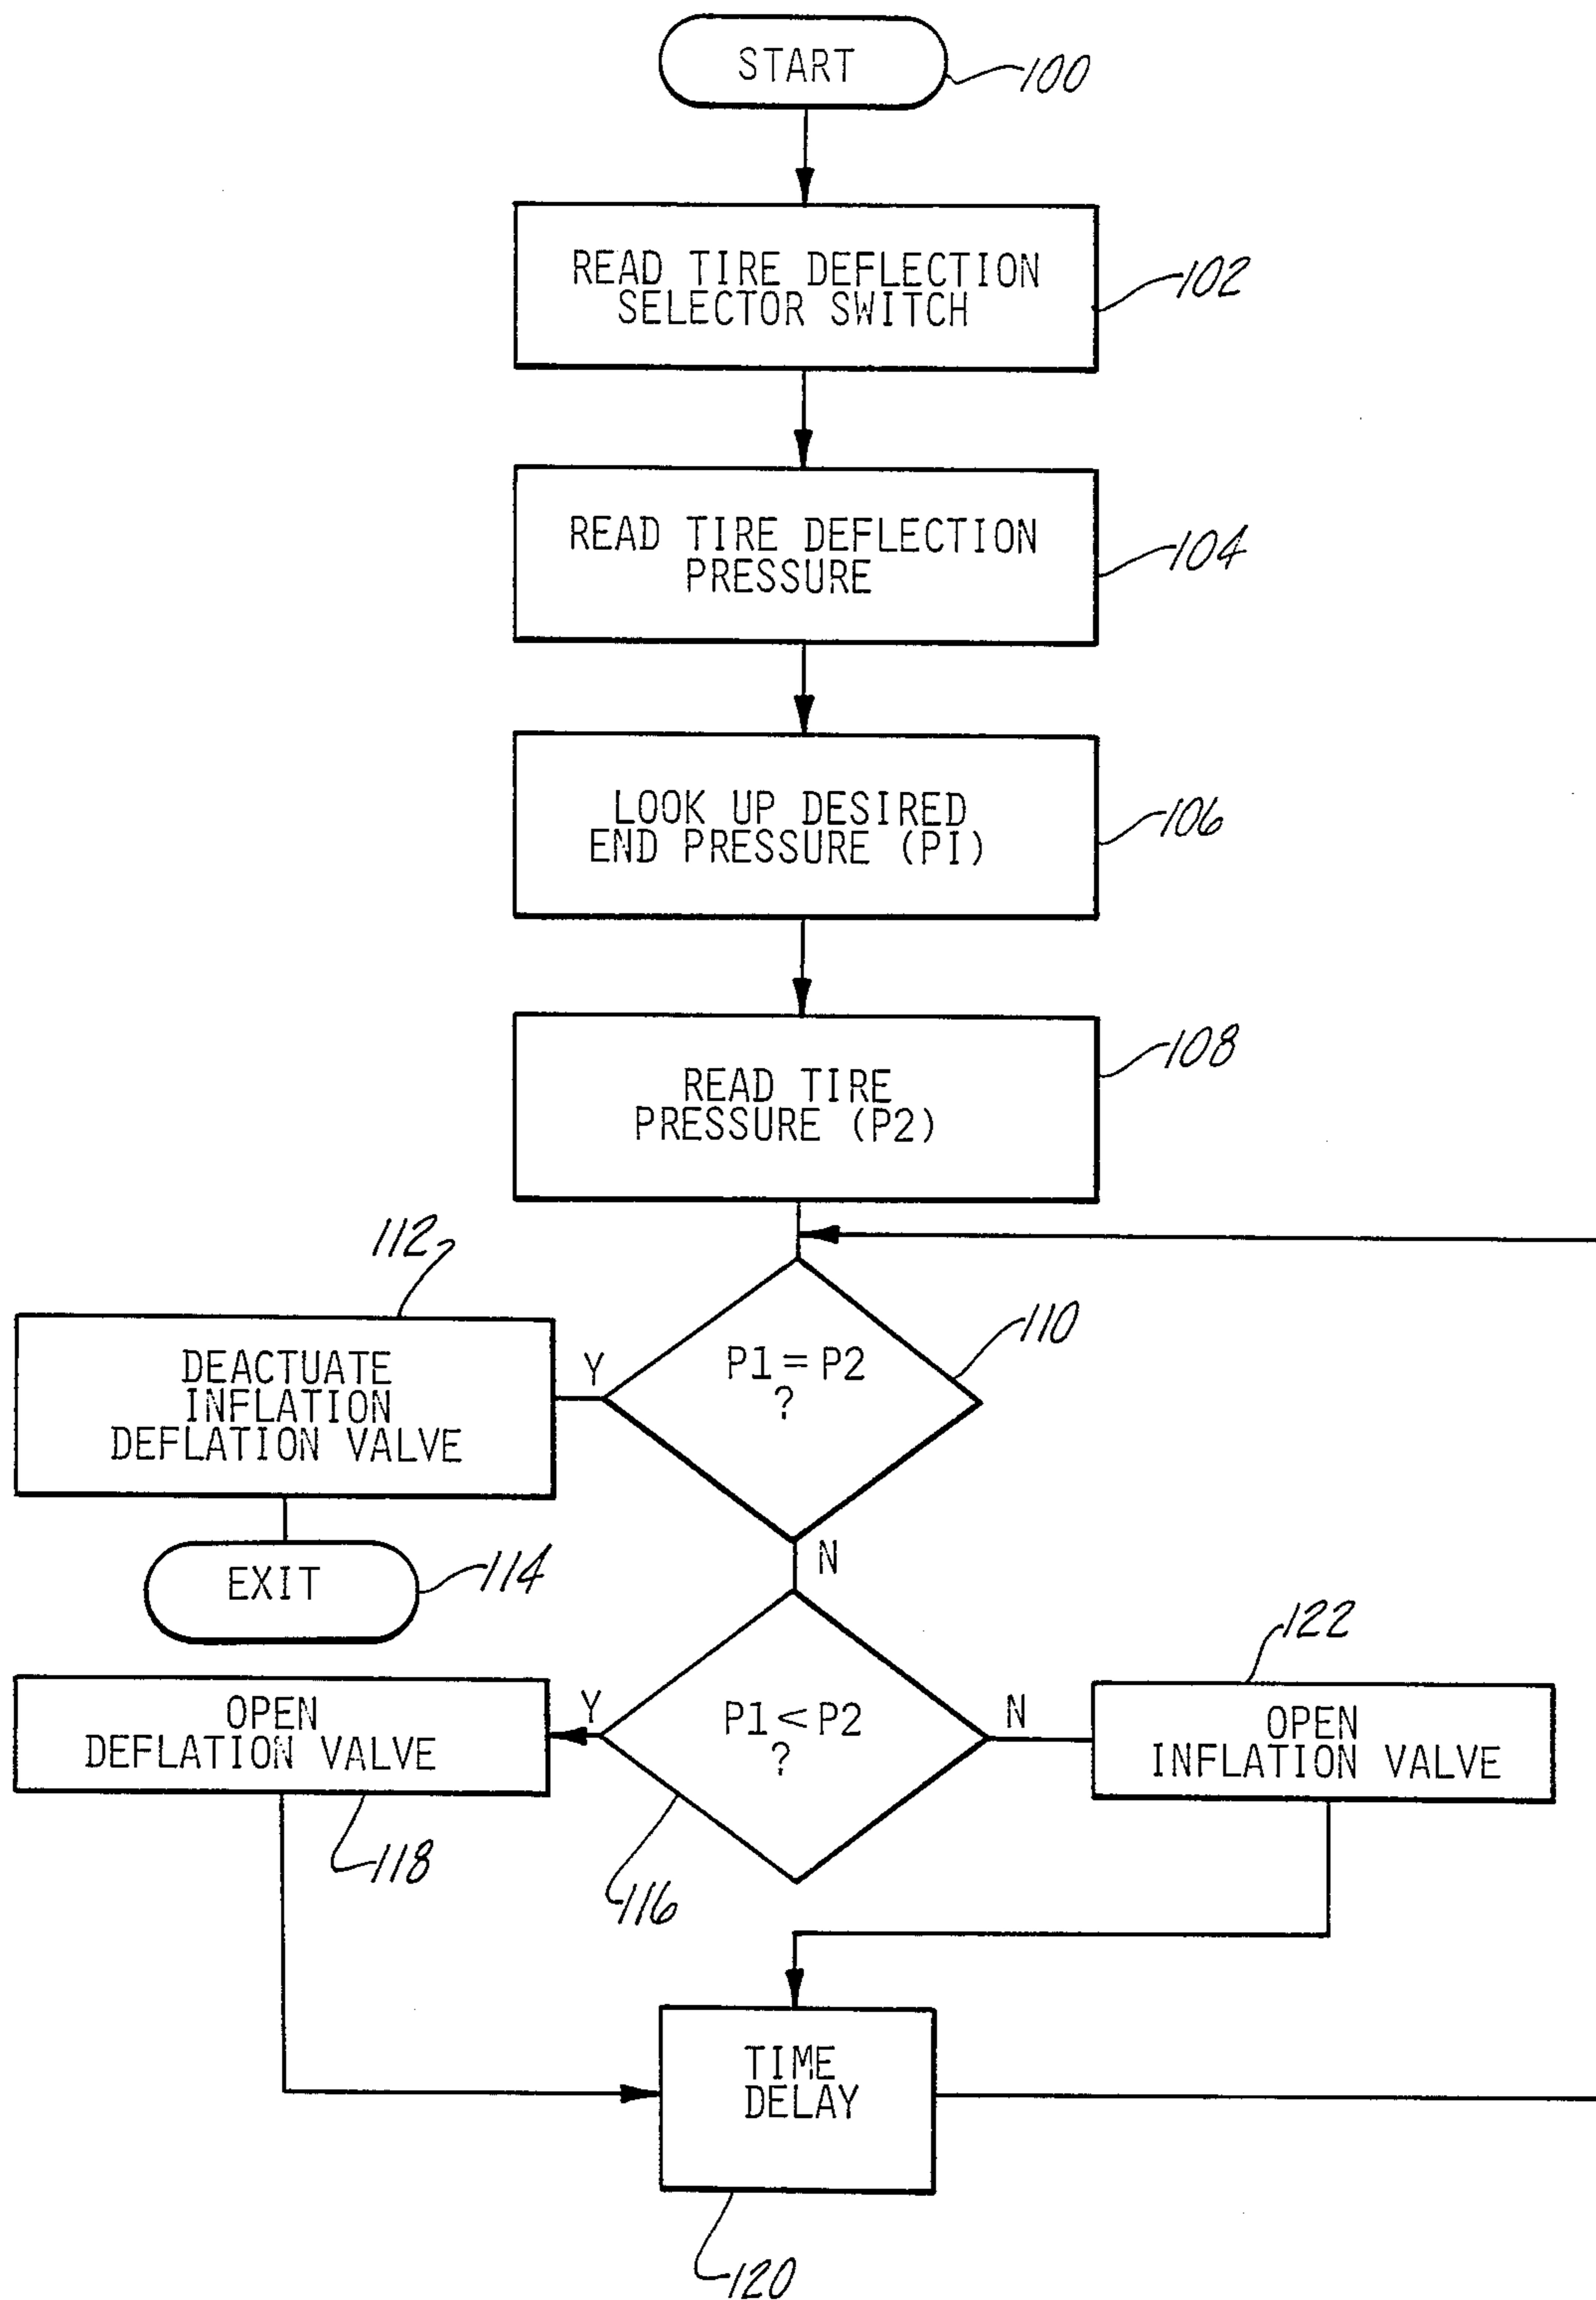 START
100
READ TIRE DEFLECTION
SELECTOR SWITCH
102
READ TIRE DEFLECTION
PRESSURE
104
LOOK UP DESIRED
END PRESSURE (PI)
106
READ TIRE
PRESSURE (P2)
108
112
110
P1 = P2
?
Y
DEACTUATE
INFLATION
DEFLATION VALVE
N
EXIT
114
122
P1 < P2
?
Y
N
OPEN
DEFLATION VALVE
OPEN
INFLATION VALVE
118
116
TIME
DELAY
120